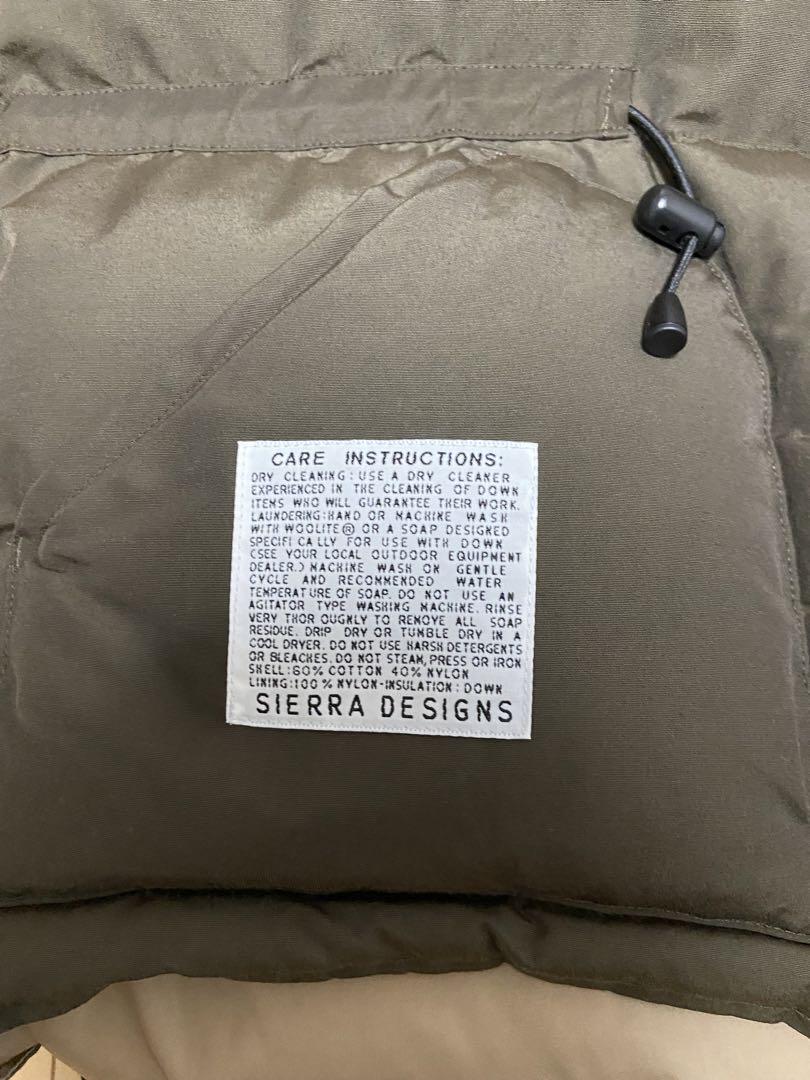 CARE INSTRUCTIONS:
DRY CLEANING: USE A DRY CLEANER
EXPERIENCED IN THE CLEANING OF DOWN
ITEMS WHO WILL GUARANTEE THEIR WORK.
LAUNDERING: HAND OR MACHINE WASH
WITH WOOLITE® OR A SOAP DESIGNED
SPECIFI CA LLY FOR USE WITH DOWN
(SEE YOUR LOCAL OUTDOOR EQUIPMENT
DEALER.) MACHINE WASH ON GENTLE
CYCLE AND RECOMMENDED WATER
TEMPERATURE OF SOAP. DO NOT USE AN
AGITATOR TYPE WASHING MACHINE. RINSE
VERY THOR OUGNLY TO REMOVE ALL SOAP
RESIDUE. DRIP DRY OR TUMBLE DRY IN A
COOL DRYER. DO NOT USE HARSH DETERGENTS
OR BLEACHES. DO NOT STEAM, PRESS OR IRON
SHELL: 60% COTTON 40% NYLON
LINING: 100% NYLON-INSULATION: DOWN
SIERRA DESIGNS